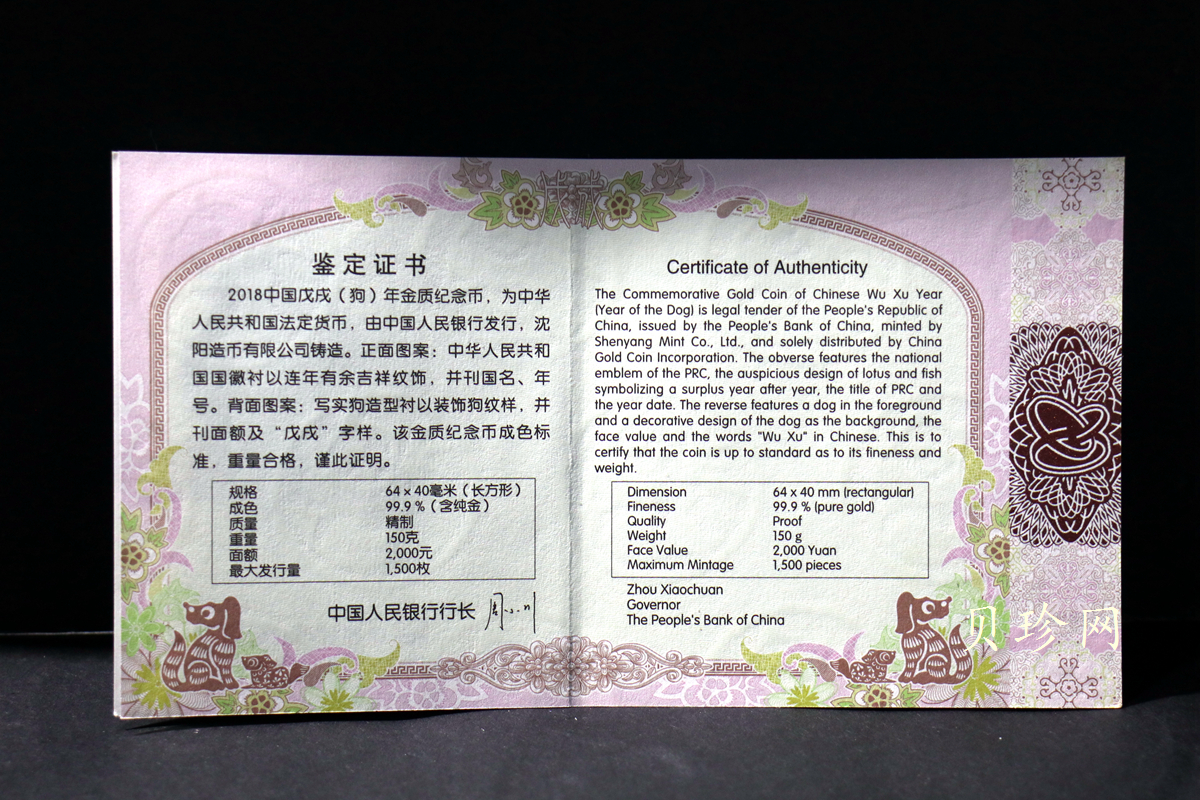 鉴定证书
2018中国戊戌（狗）年金质纪念币，为中华
人民共和国法定货币，由中国人民银行发行，沈
阳造币有限公司铸造。正面图案：中华人民共和
国国徽衬以连年有余吉祥纹饰，并刊国名、年
号。背面图案：写实狗造型衬以装饰狗纹样，并
刊面额及“戊戌”字样。该金质纪念币成色标
准，重量合格，谨此证明。
规格 64 x 40毫米（长方形）
成色 99.9 %（含纯金）
质量 精制
重量 150克
面额 2,000元
最大发行量 1,500枚
中国人民银行行长 周小川
Certificate of Authenticity
The Commemorative Gold Coin of Chinese Wu Xu Year
(Year of the Dog) is legal tender of the People's Republic of
China, issued by the People's Bank of China, minted by
Shenyang Mint Co., Ltd., and solely distributed by China
Gold Coin Incorporation. The obverse features the national
emblem of the PRC, the auspicious design of lotus and fish
symbolizing a surplus year after year, the title of PRC and
the year date. The reverse features a dog in the foreground
and a decorative design of the dog as the background, the
face value and the words "Wu Xu" in Chinese. This is to
certify that the coin is up to standard as to its fineness and
weight.
Dimension 64 x 40 mm (rectangular)
Fineness 99.9 % (pure gold)
Quality Proof
Weight 150 g
Face Value 2,000 Yuan
Maximum Mintage 1,500 pieces
Zhou Xiaochuan
Governor
The People's Bank of China
贝珍网